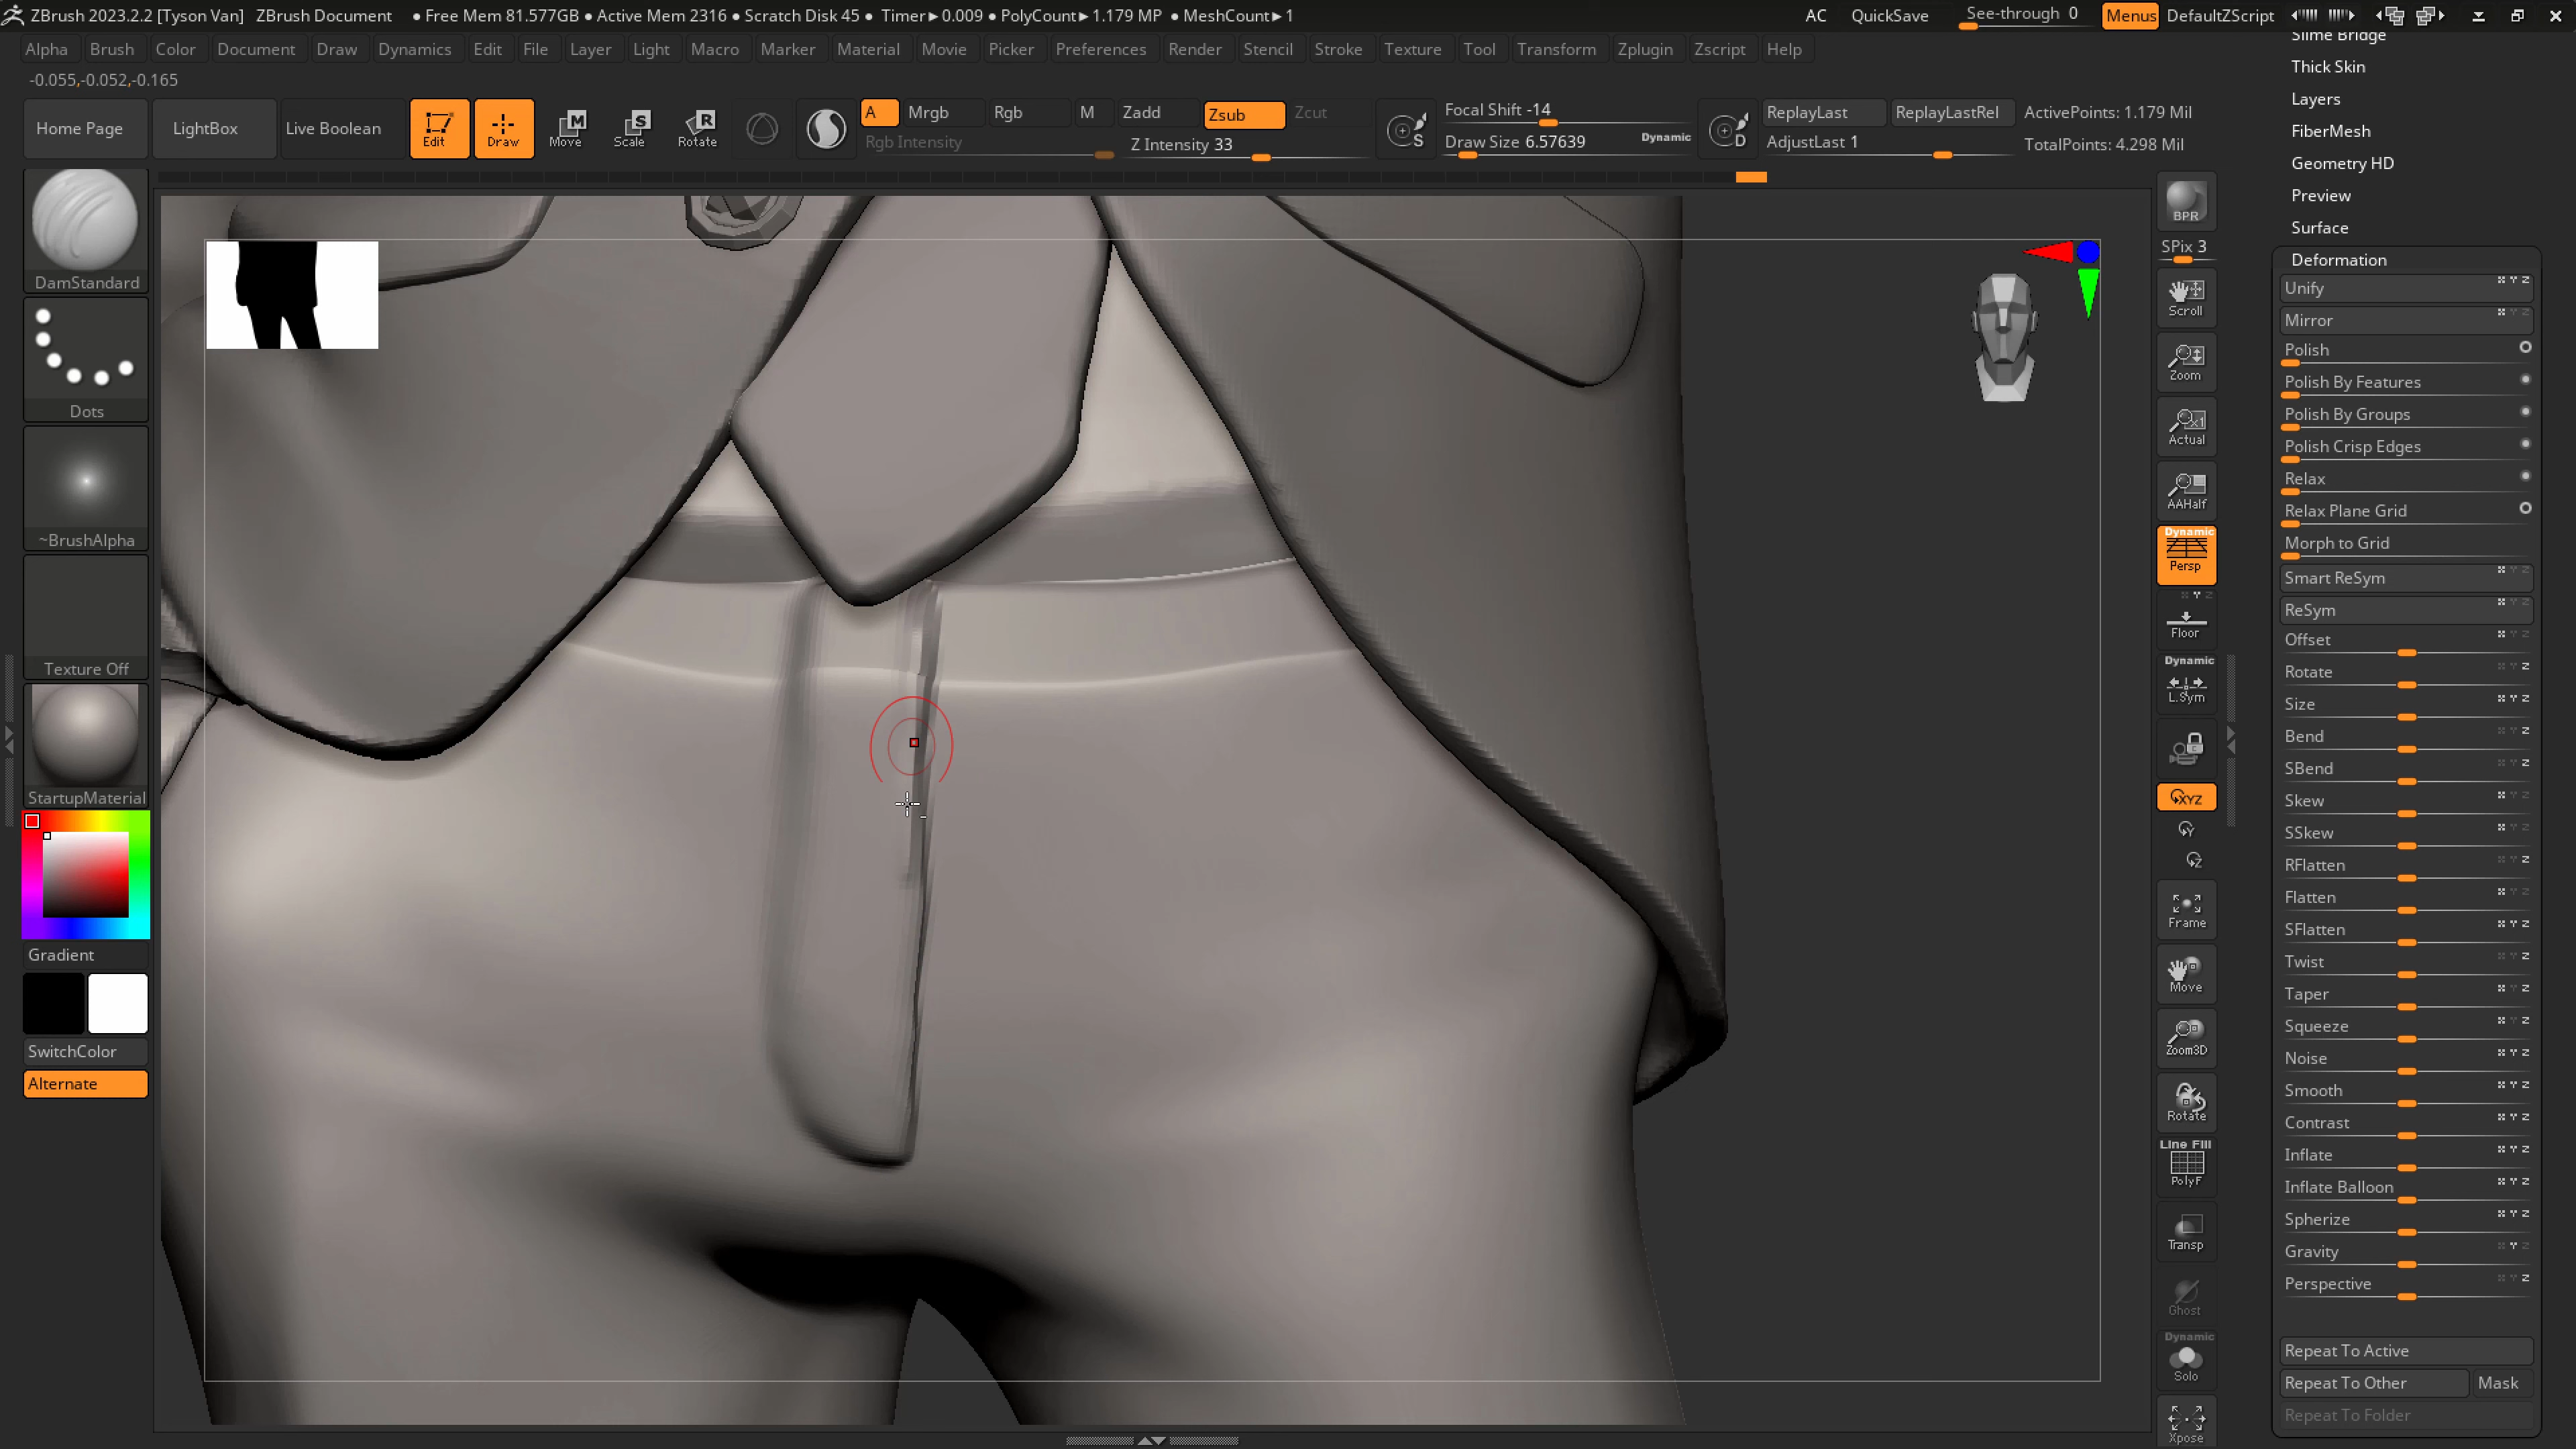 ZBrush 2023.2.2 [Tyson Van] ZBrush Document ● Free Mem 81.577GB ● Active Mem 2316 ● Scratch Disk 45 ● Timer►0.009 ● PolyCount►1.179 MP ● MeshCount►1 AC QuickSave See-through 0 Menus DefaultZScript
Alpha Brush Color Document Draw Dynamics Edit File Layer Light Macro Marker Material Movie Picker Preferences Render Stencil Stroke Texture Tool Transform Zplugin Zscript Help
-0.055,-0.052,-0.165
Home Page LightBox Live Boolean Edit Draw Move Scale Rotate
M S R
A Mrgb Rgb M Zadd Zsub Zcut
Rgb Intensity Z Intensity 33
S Focal Shift -14
Draw Size 6.57639 Dynamic
D ReplayLast ReplayLastRel ActivePoints: 1.179 Mil
AdjustLast 1 TotalPoints: 4.298 Mil
DamStandard
Dots
~BrushAlpha
Texture Off
StartupMaterial
Gradient
SwitchColor
Alternate
BPR
SPix 3
Scroll
Zoom
Actual
AAHalf
Dynamic
Persp
Floor
Dynamic
L.Sym
XYZ
Y
Z
Frame
Move
Zoom3D
Rotate
Line Fill
PolyF
Transp
Ghost
Dynamic
Solo
Xpose
Slime Bridge
Thick Skin
Layers
FiberMesh
Geometry HD
Preview
Surface
Deformation
Unify
Mirror
Polish
Polish By Features
Polish By Groups
Polish Crisp Edges
Relax
Relax Plane Grid
Morph to Grid
Smart ReSym
ReSym
Offset
Rotate
Size
Bend
SBend
Skew
SSkew
RFlatten
Flatten
SFlatten
Twist
Taper
Squeeze
Noise
Smooth
Contrast
Inflate
Inflate Balloon
Spherize
Gravity
Perspective
Repeat To Active
Repeat To Other Mask
Repeat To Folder